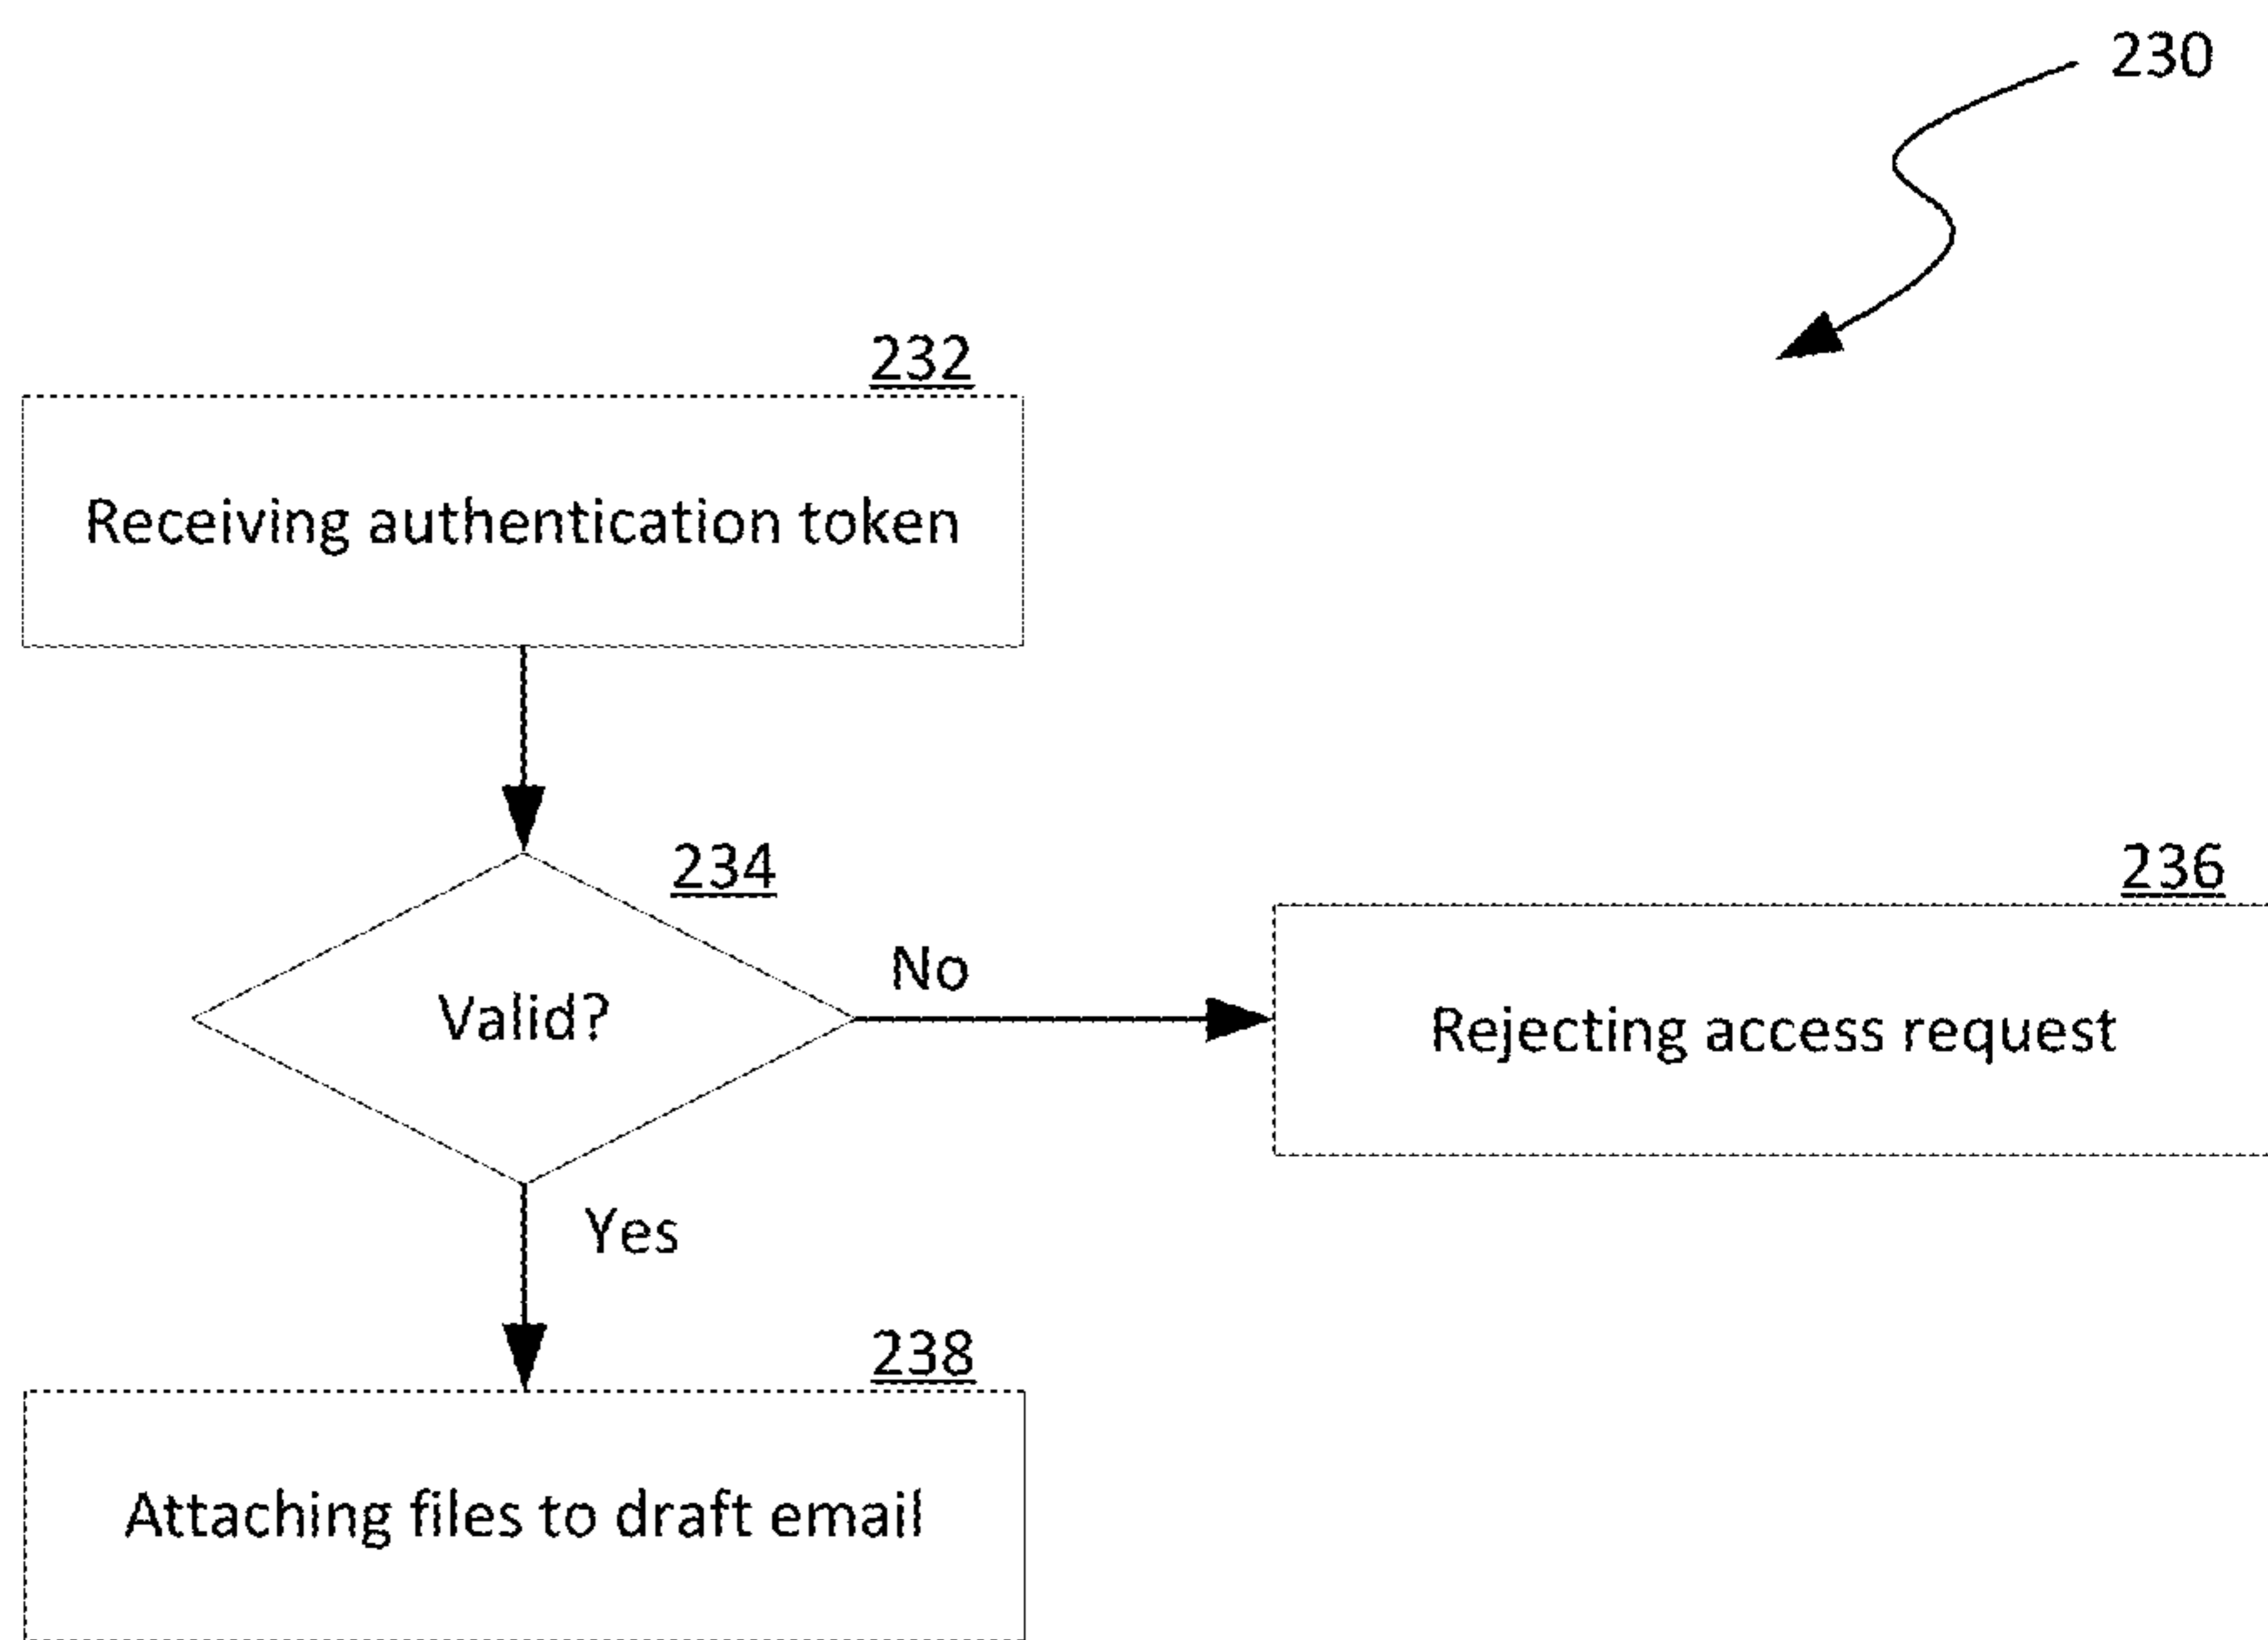 230
232
Receiving authentication token
234
236
No
Valid?
Rejecting access request
Yes
238
Attaching files to draft email